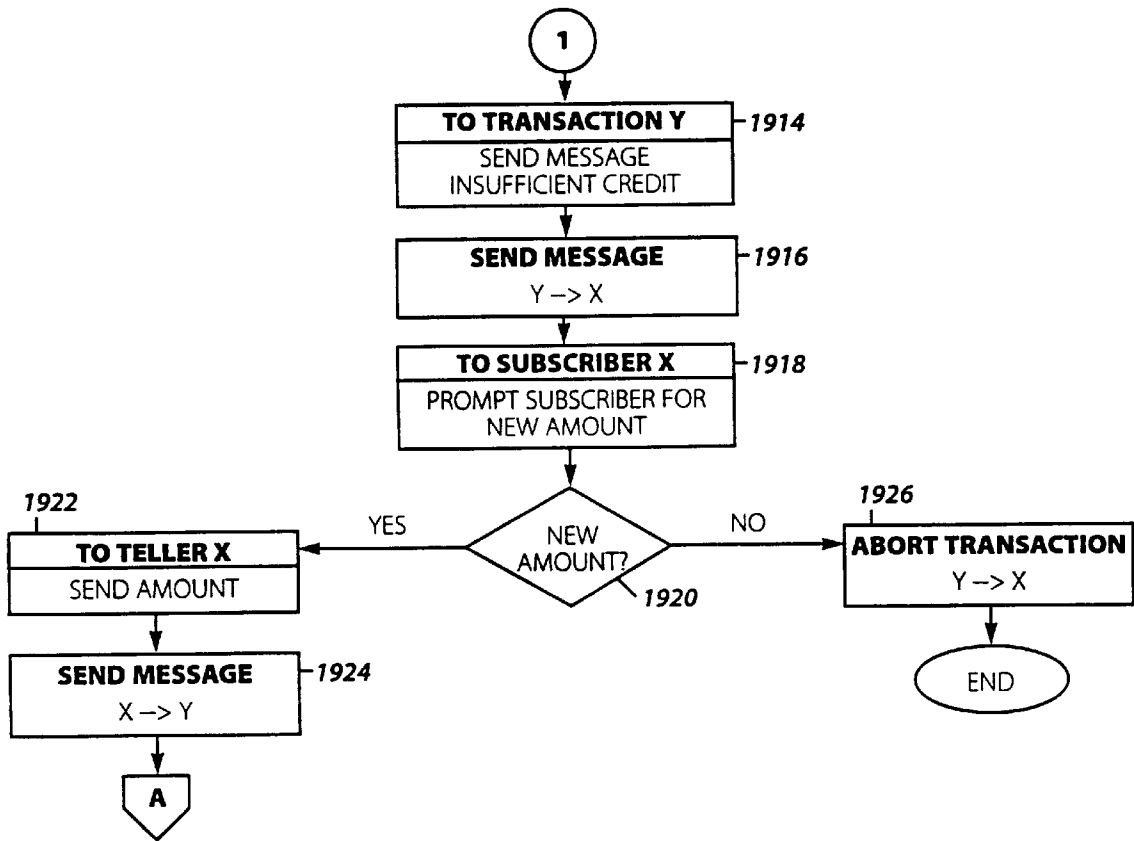 1
TO TRANSACTION Y
1914
SEND MESSAGE
INSUFFICIENT CREDIT
SEND MESSAGE
1916
Y —> X
TO SUBSCRIBER X
1918
PROMPT SUBSCRIBER FOR
NEW AMOUNT
1922
TO TELLER X
SEND AMOUNT
YES
NEW
AMOUNT?
1920
NO
1926
ABORT TRANSACTION
Y —> X
SEND MESSAGE
1924
X —> Y
END
A